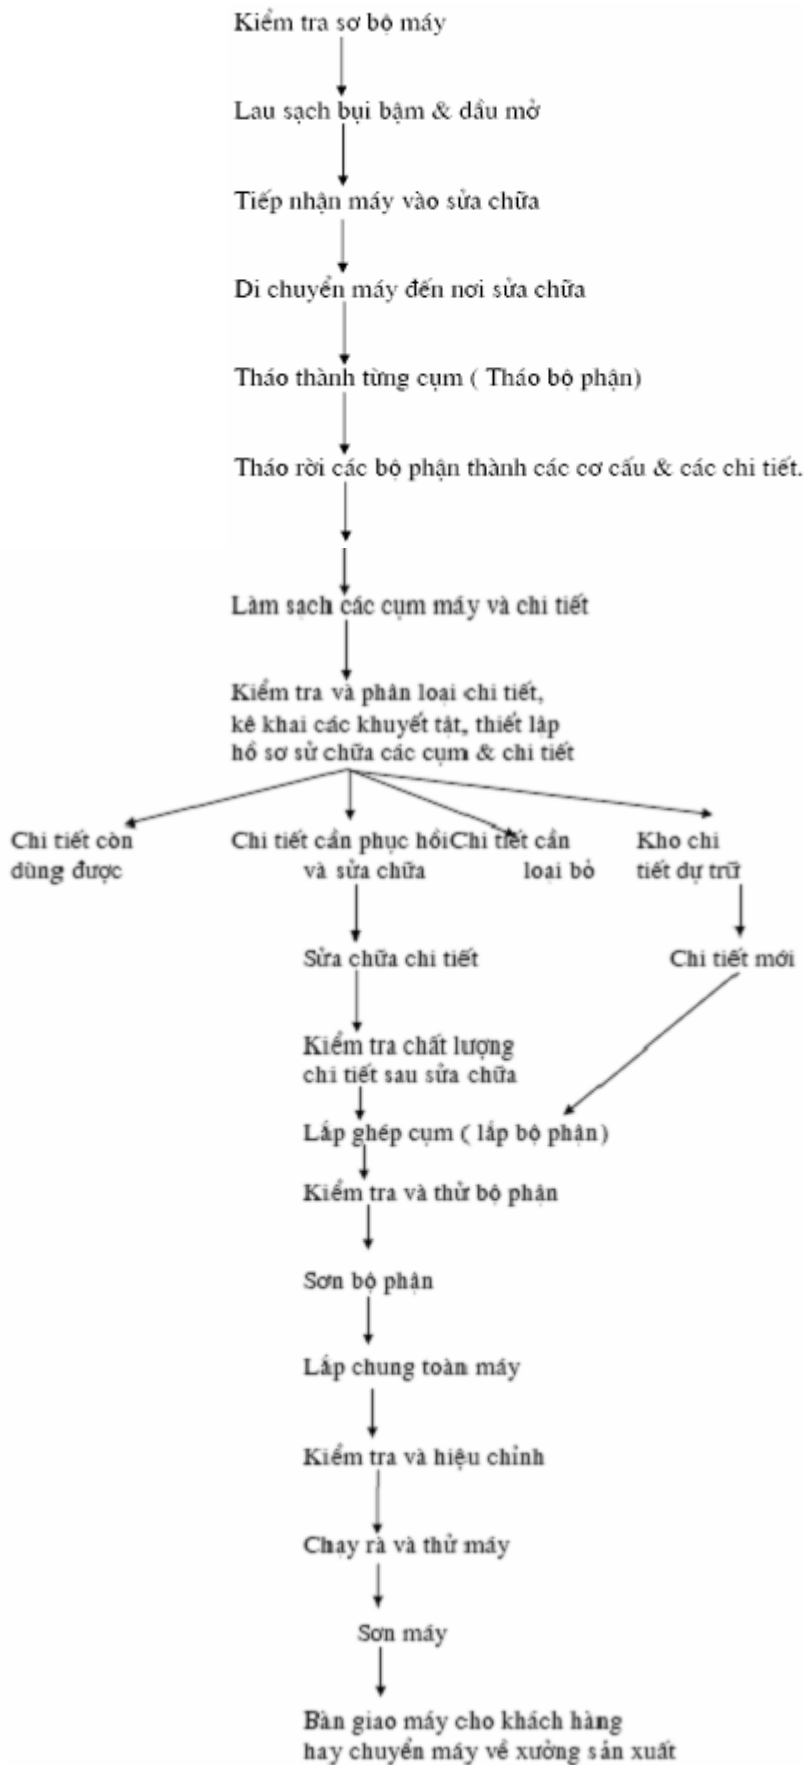 Kiểm tra sơ bộ máy
Lau sạch bụi bậm & dầu mở
Tiếp nhận máy vào sửa chữa
Di chuyển máy đến nơi sửa chữa
Tháo thành từng cụm ( Tháo bộ phận)
Tháo rời các bộ phận thành các cơ cấu & các chi tiết.
Làm sạch các cụm máy và chi tiết
Kiểm tra và phân loại chi tiết,
kê khai các khuyết tật, thiết lập
hồ sơ sử chữa các cụm & chi tiết
Chi tiết còn
dùng được
Chi tiết cần phục hồi
và sửa chữa
Chi tiết cần
loại bỏ
Kho chi
tiết dự trữ
Sửa chữa chi tiết
Chi tiết mới
Kiểm tra chất lượng
chi tiết sau sửa chữa
Lắp ghép cụm ( lắp bộ phận)
Kiểm tra và thử bộ phận
Sơn bộ phận
Lắp chung toàn máy
Kiểm tra và hiệu chỉnh
Chạy rà và thử máy
Sơn máy
Bàn giao máy cho khách hàng
hay chuyển máy về xưởng sản xuất